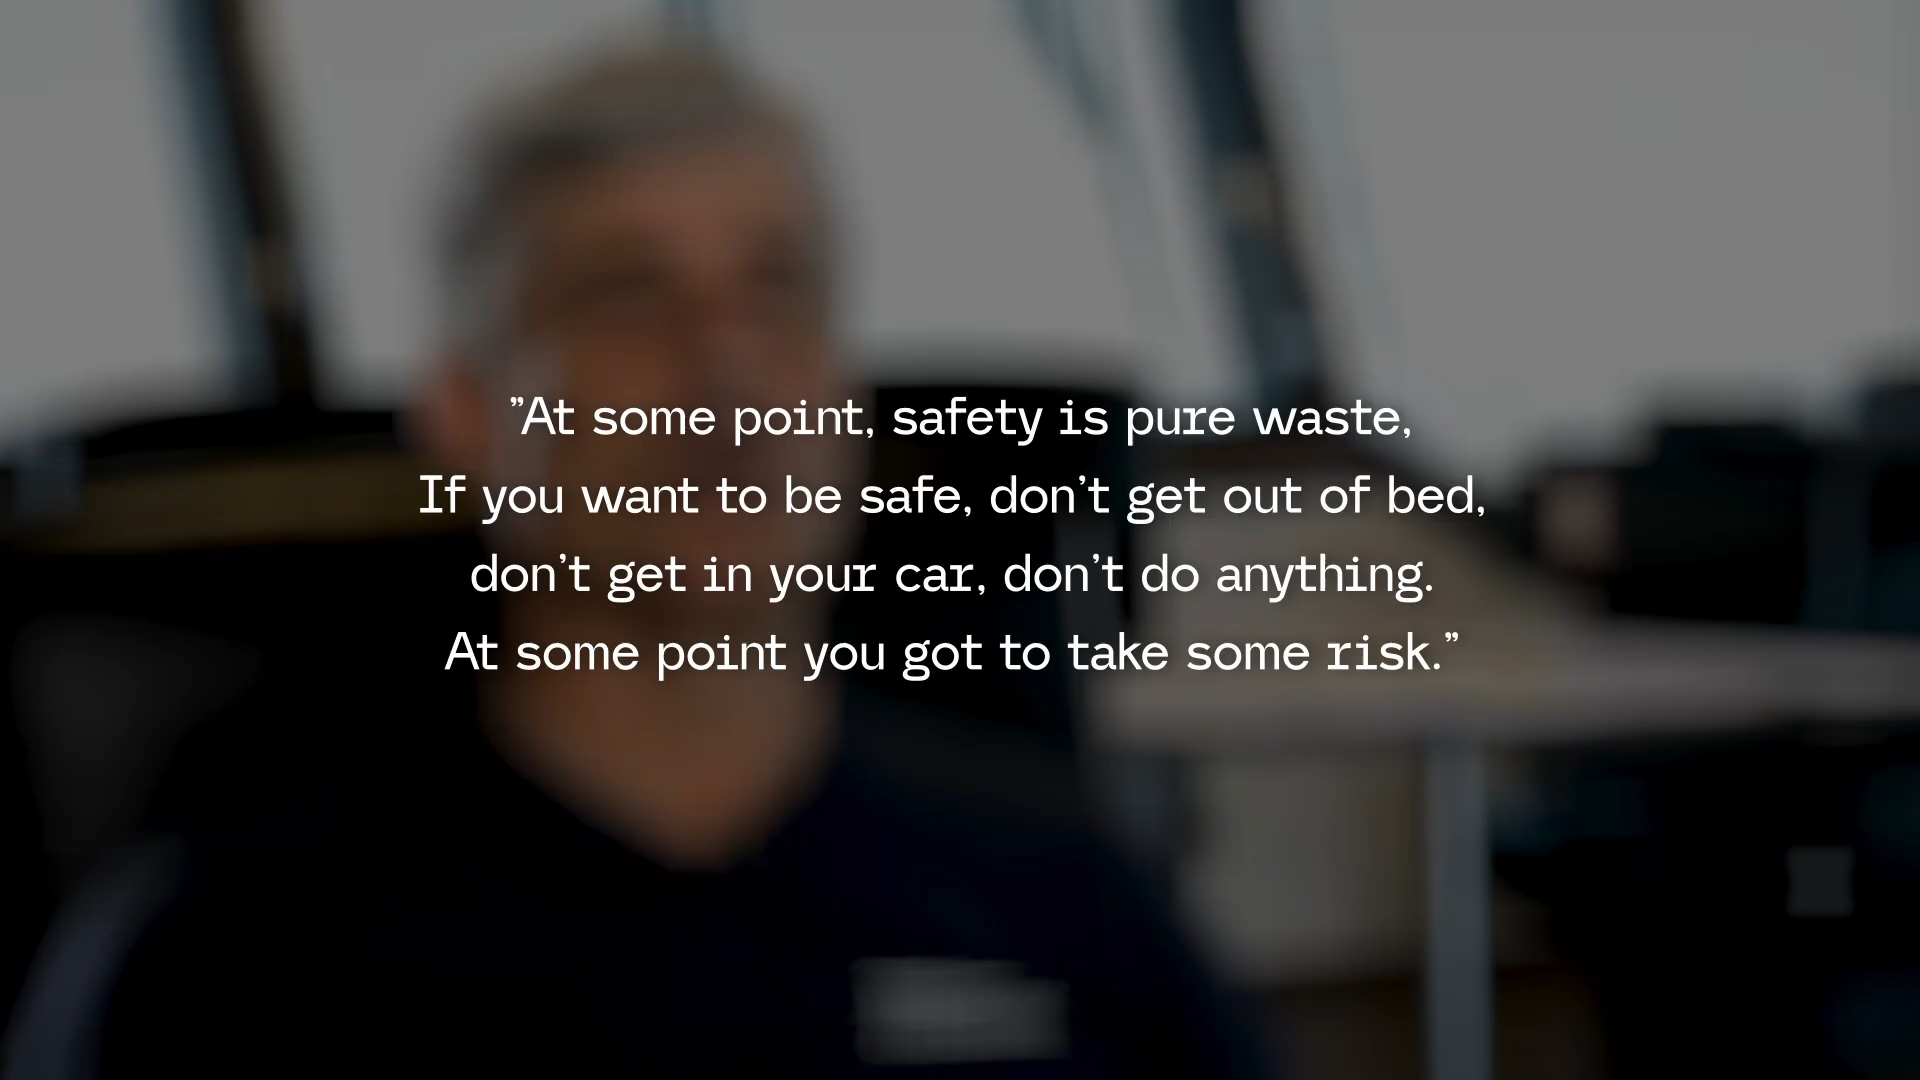 ”At some point, safety is pure waste,
If you want to be safe, don’t get out of bed,
don’t get in your car, don’t do anything.
At some point you got to take some risk.”